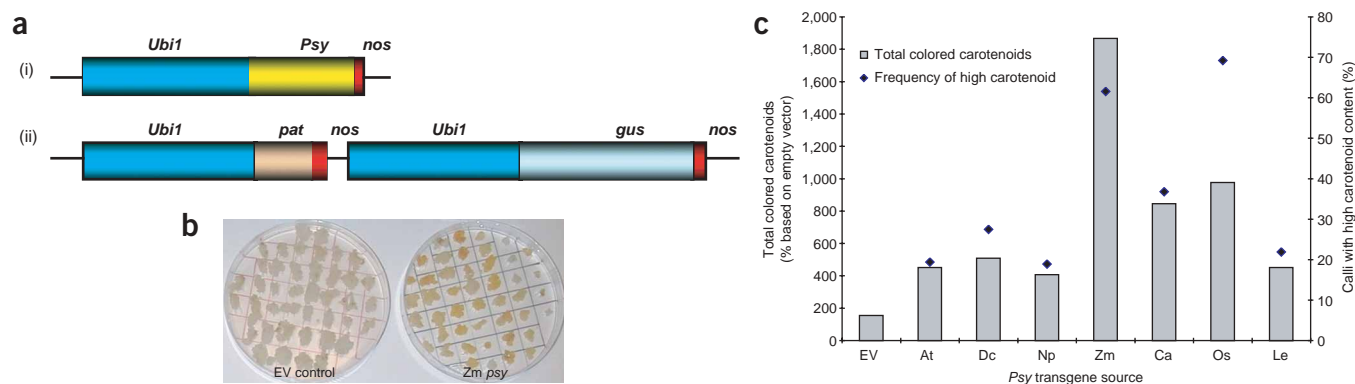 a
Ubi1 Psy nos
(i)
Ubi1 pat nos Ubi1 gus nos
(ii)
b
EV control
Zm psy
c
2,000
1,800
1,600
1,400
1,200
1,000
800
600
400
200
0
Total colored carotenoids
(% based on empty vector)
Total colored carotenoids
Frequency of high carotenoid
80
70
60
50
40
30
20
10
0
Calli with high carotenoid content (%)
EV At Dc Np Zm Ca Os Le
Psy transgene source